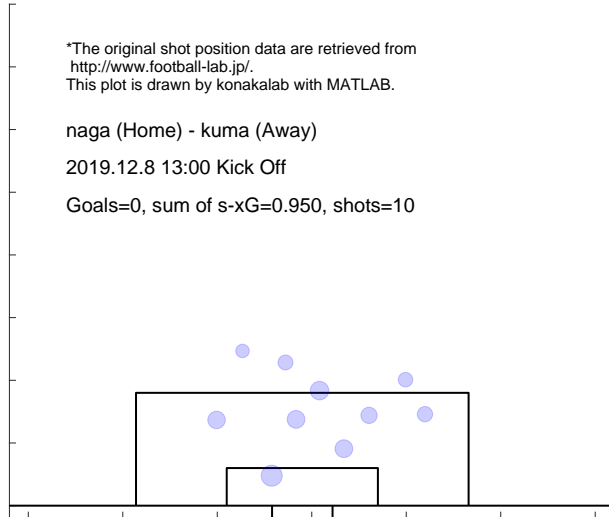 *The original shot position data are retrieved from
http://www.football-lab.jp/.
This plot is drawn by konakalab with MATLAB.
naga (Home) - kuma (Away)
2019.12.8 13:00 Kick Off
Goals=0, sum of s-xG=0.950, shots=10